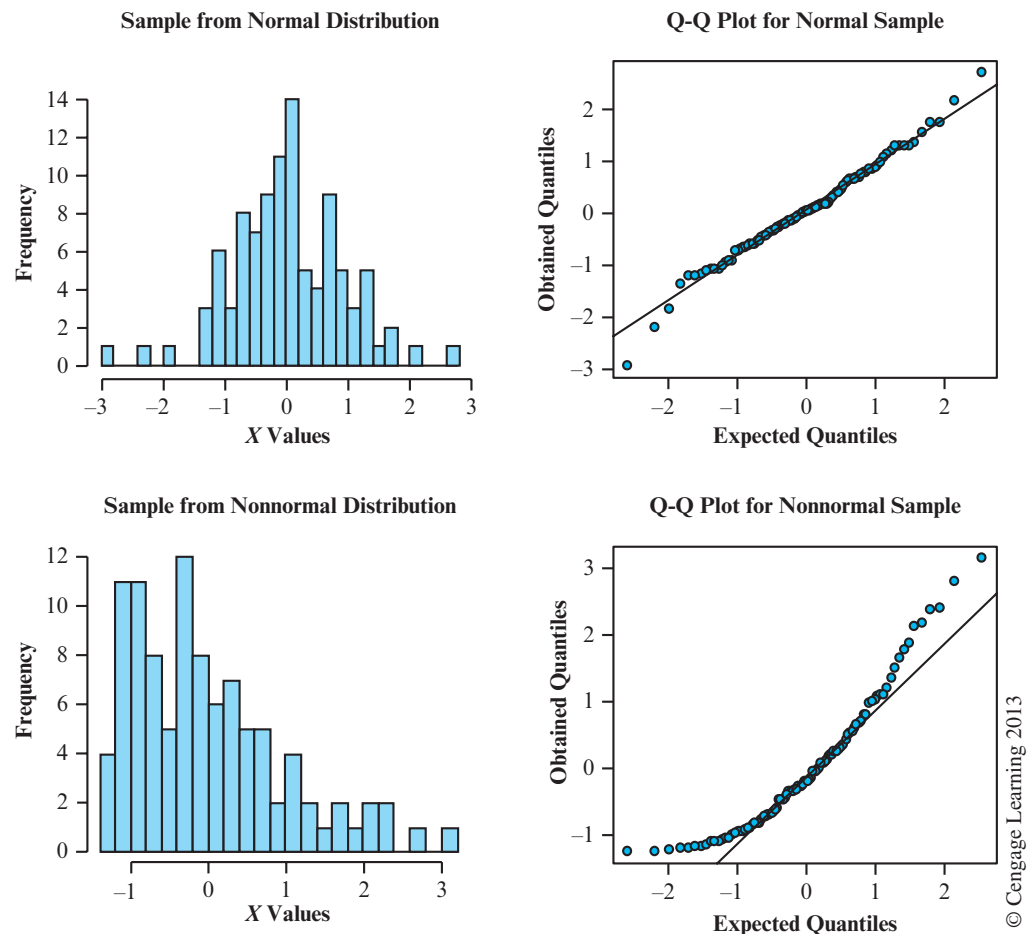 Sample from Normal Distribution
Frequency
14
12
10
8
6
4
2
0
–3 –2 –1 0 1 2 3
X Values
Q-Q Plot for Normal Sample
Obtained Quantiles
2
1
0
–1
–2
–3
–2 –1 0 1 2
Expected Quantiles
Sample from Nonnormal Distribution
Frequency
12
10
8
6
4
2
0
–1 0 1 2 3
X Values
Q-Q Plot for Nonnormal Sample
Obtained Quantiles
3
2
1
0
–1
–2 –1 0 1 2
Expected Quantiles
© Cengage Learning 2013